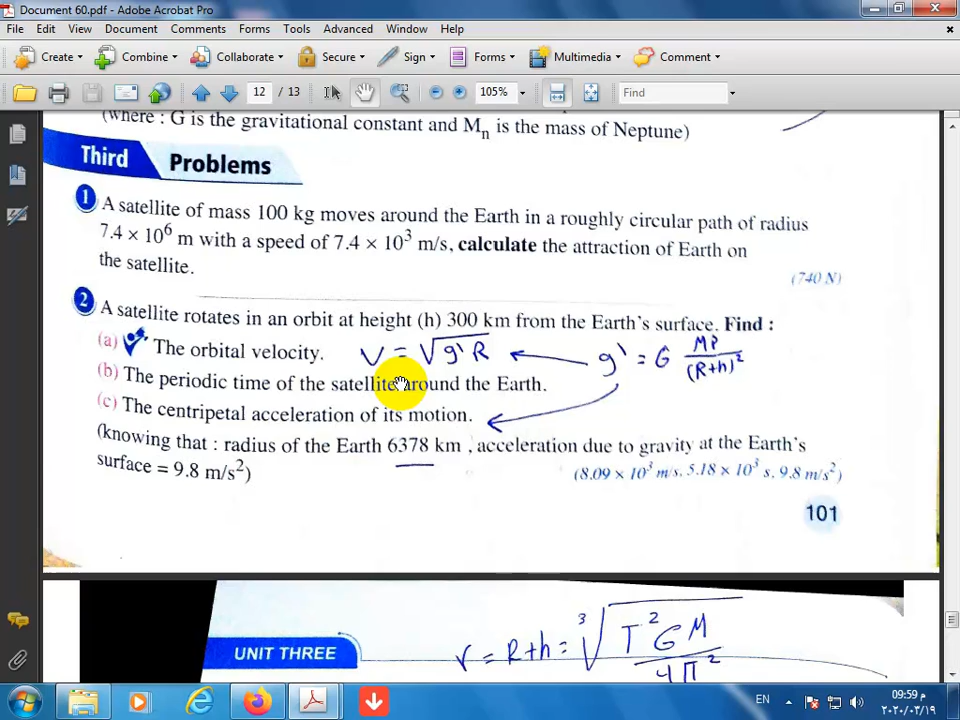 Document 60.pdf - Adobe Acrobat Pro
File Edit View Document Comments Forms Tools Advanced Window Help
Create Combine Collaborate Secure Sign Forms Multimedia Comment
12 / 13 105% Find
(where : G is the gravitational constant and Mn is the mass of Neptune)
Third Problems
1 A satellite of mass 100 kg moves around the Earth in a roughly circular path of radius
7.4 × 10⁶ m with a speed of 7.4 × 10³ m/s, calculate the attraction of Earth on
the satellite.
(740 N)
2 A satellite rotates in an orbit at height (h) 300 km from the Earth's surface. Find :
(a) The orbital velocity. V = √g'R g' = G MP/(R+h)²
(b) The periodic time of the satellite around the Earth.
(c) The centripetal acceleration of its motion.
(knowing that : radius of the Earth 6378 km , acceleration due to gravity at the Earth's
surface = 9.8 m/s²)
(8.09 × 10³ m/s, 5.18 × 10³ s, 9.8 m/s²)
101
UNIT THREE
r = R+h = ³√T²GM/4π²
EN 09:59 م
٢٠٢٠/٠٣/١٩